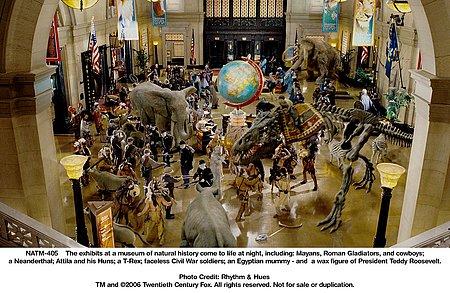 NATM-405 The exhibits at a museum of natural history come to life at night, including: Mayans, Roman Gladiators, and cowboys;
a Neanderthal; Attila and his Huns; a T-Rex; faceless Civil War soldiers; an Egyptian mummy - and a wax figure of President Teddy Roosevelt.
Photo Credit: Rhythm & Hues
TM and ©2006 Twentieth Century Fox. All rights reserved. Not for sale or duplication.